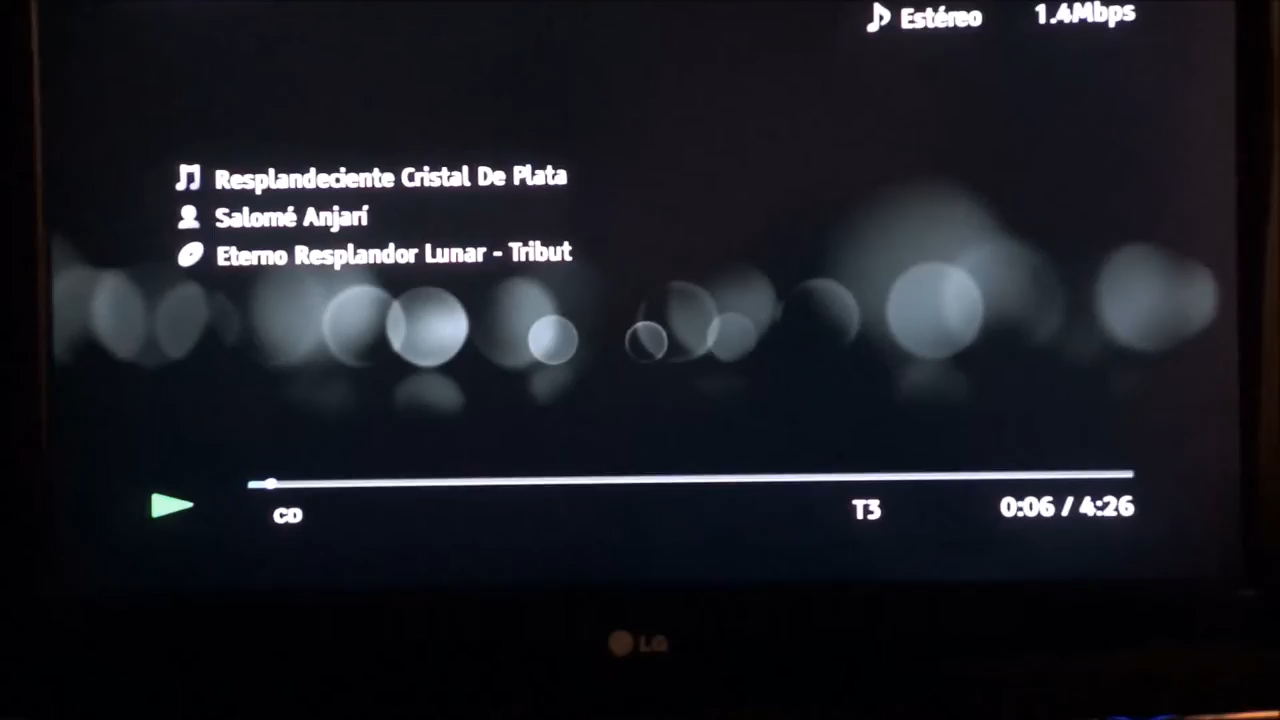 Estéreo 1.4Mbps
Resplandeciente Cristal De Plata
Salomé Anjarí
Eterno Resplandor Lunar - Tribut
CD T3 0:06 / 4:26
LG